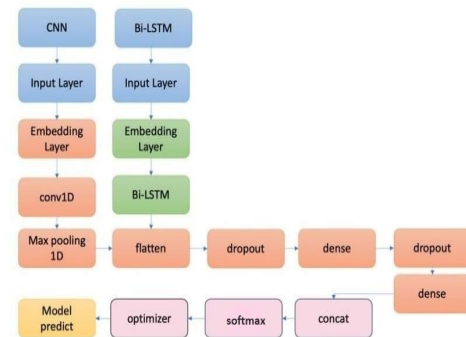 CNN
Bi-LSTM
Input Layer
Input Layer
Embedding
Layer
Embedding
Layer
conv1D
Bi-LSTM
Max pooling
1D
flatten
dropout
dense
dropout
dense
Model
predict
optimizer
softmax
concat